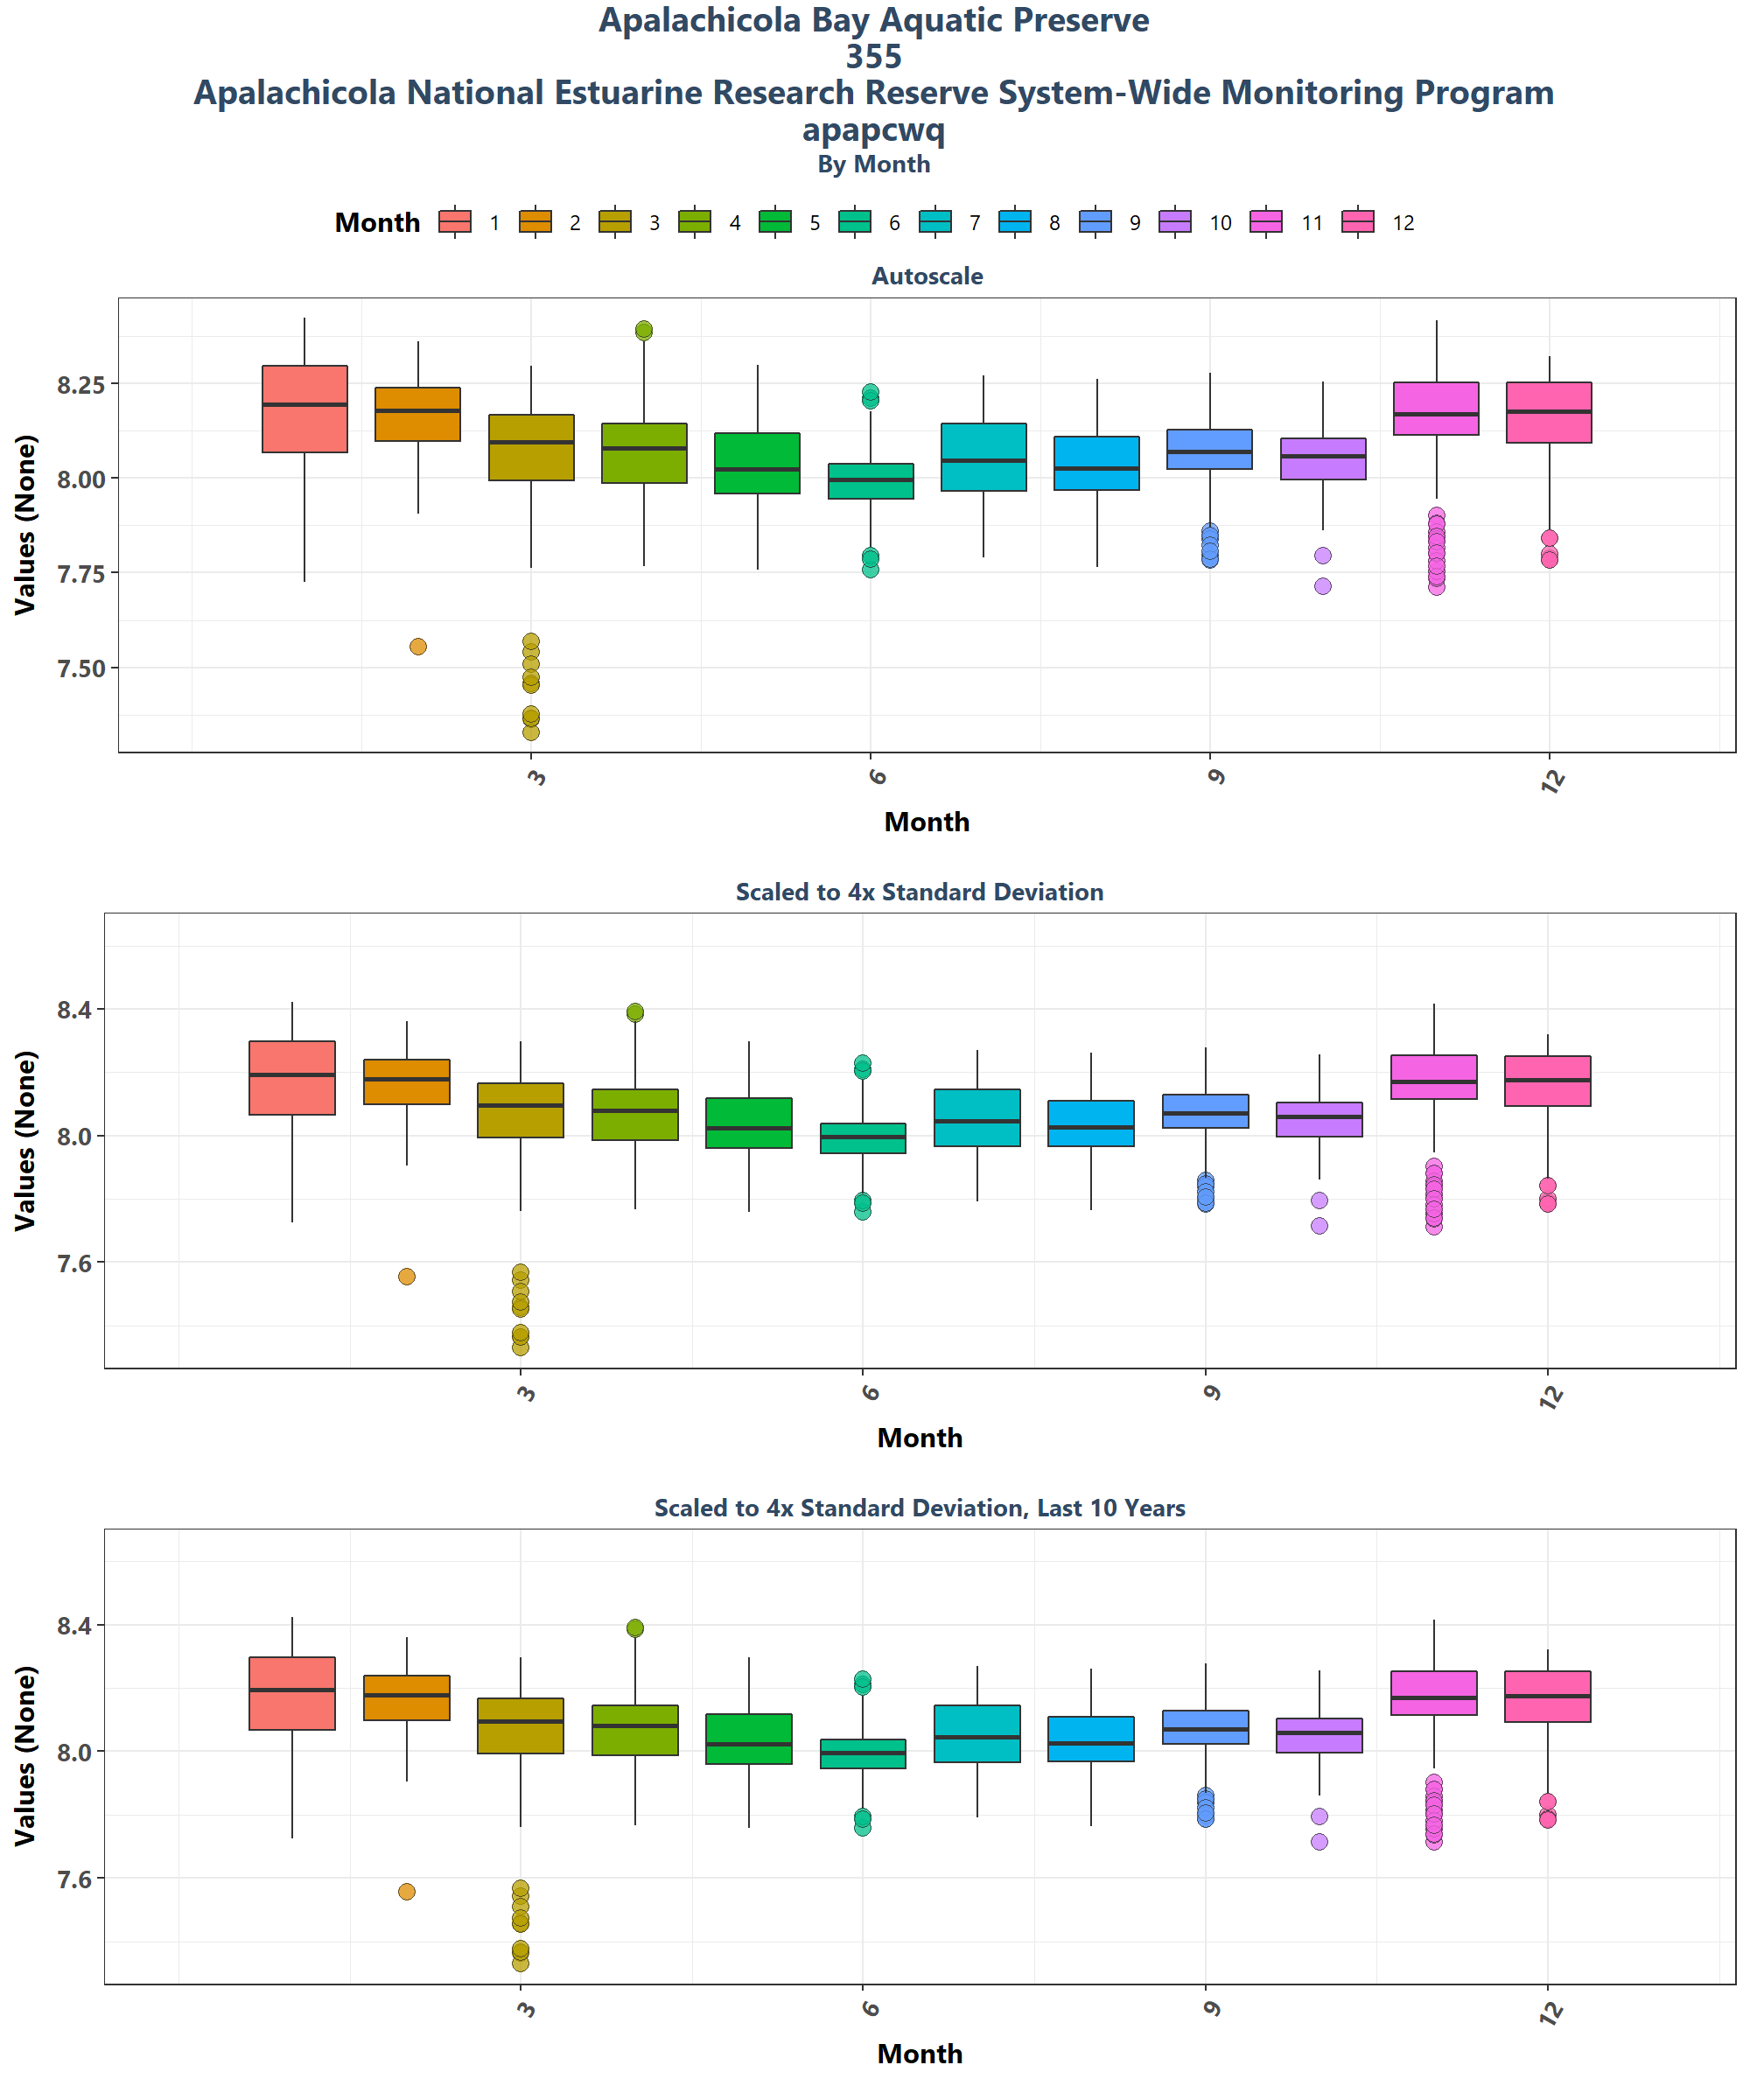 Apalachicola Bay Aquatic Preserve
355
Apalachicola National Estuarine Research Reserve System-Wide Monitoring Program
apapcwq
By Month
Month 1 2 3 4 5 6 7 8 9 10 11 12
Autoscale
Values (None)
8.25
8.00
7.75
7.50
3 6 9 12
Month
Scaled to 4x Standard Deviation
Values (None)
8.4
8.0
7.6
3 6 9 12
Month
Scaled to 4x Standard Deviation, Last 10 Years
Values (None)
8.4
8.0
7.6
3 6 9 12
Month